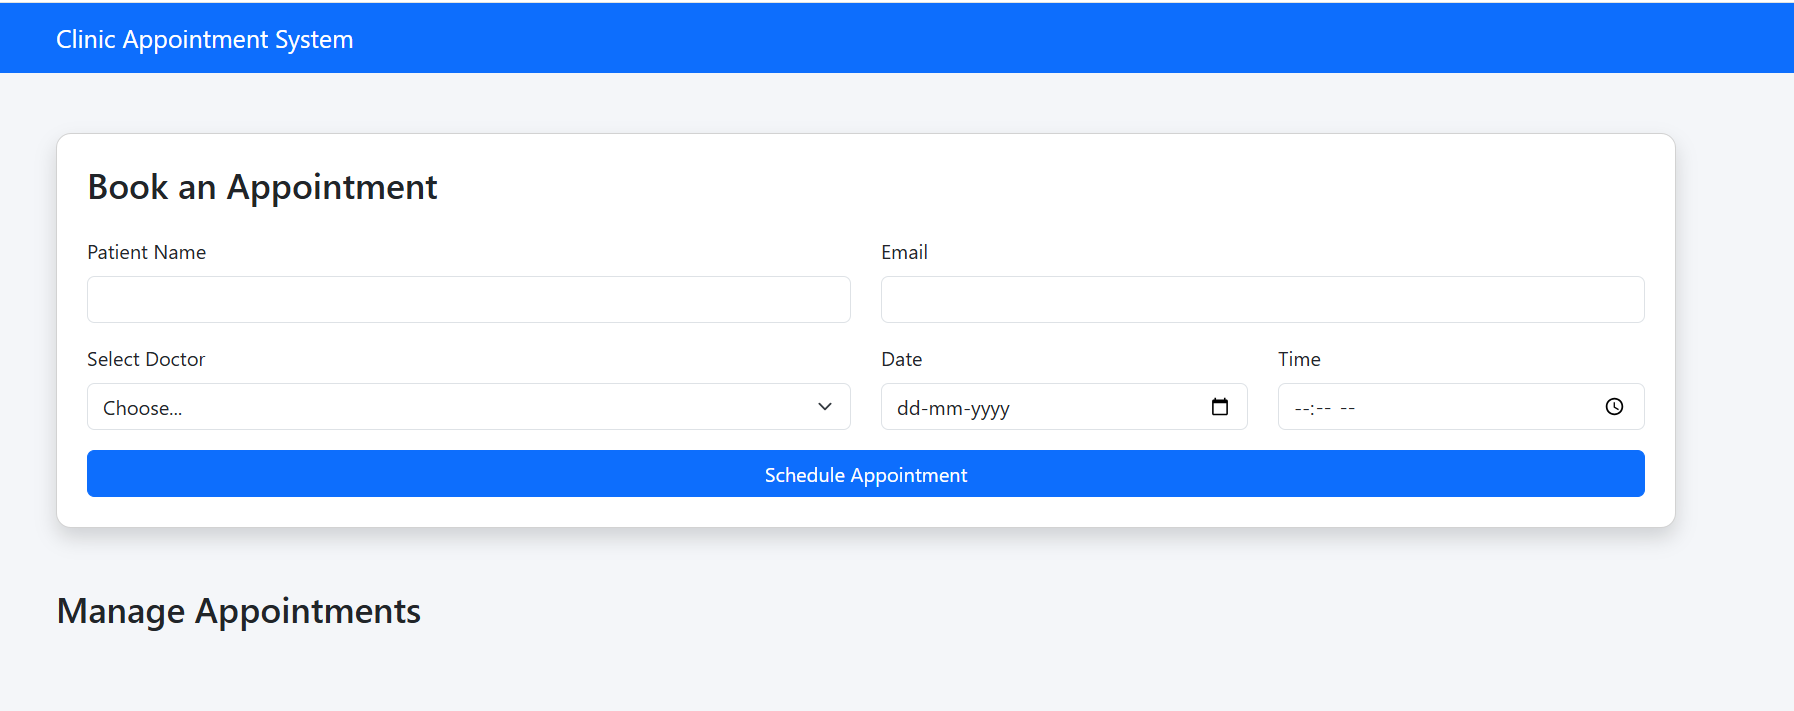 Clinic Appointment System
Book an Appointment
Patient Name
Email
Select Doctor
Date
Time
Choose...
dd-mm-yyyy
--:-- --
Schedule Appointment
Manage Appointments